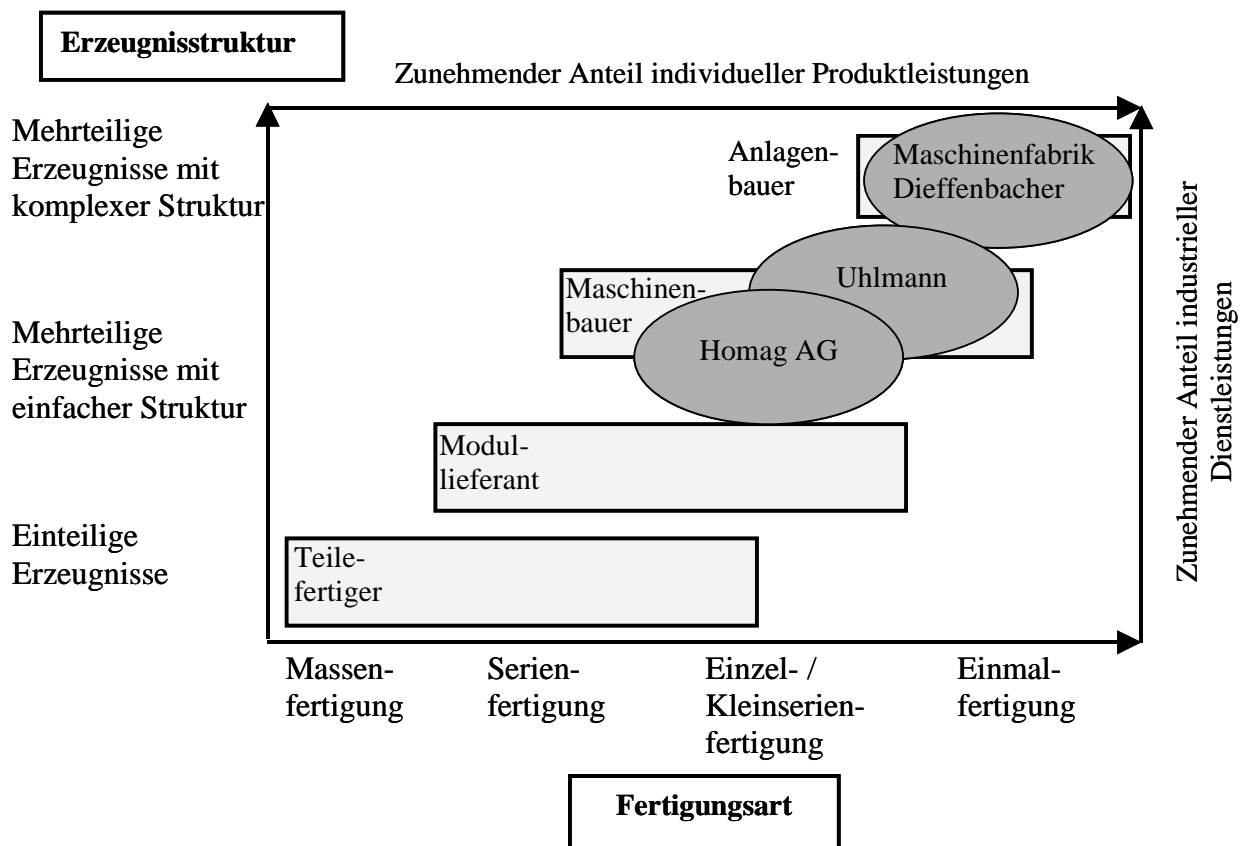 Erzeugnisstruktur
Zunehmender Anteil individueller Produktleistungen
Mehrteilige
Erzeugnisse mit
komplexer Struktur
Anlagen-
bauer
Maschinenfabrik
Dieffenbacher
Zunehmender Anteil industrieller
Dienstleistungen
Uhlmann
Maschinen-
bauer
Homag AG
Mehrteilige
Erzeugnisse mit
einfacher Struktur
Modul-
lieferant
Einteilige
Erzeugnisse
Teile-
fertiger
Massen-
fertigung
Serien-
fertigung
Einzel- /
Kleinserien-
fertigung
Einmal-
fertigung
Fertigungsart